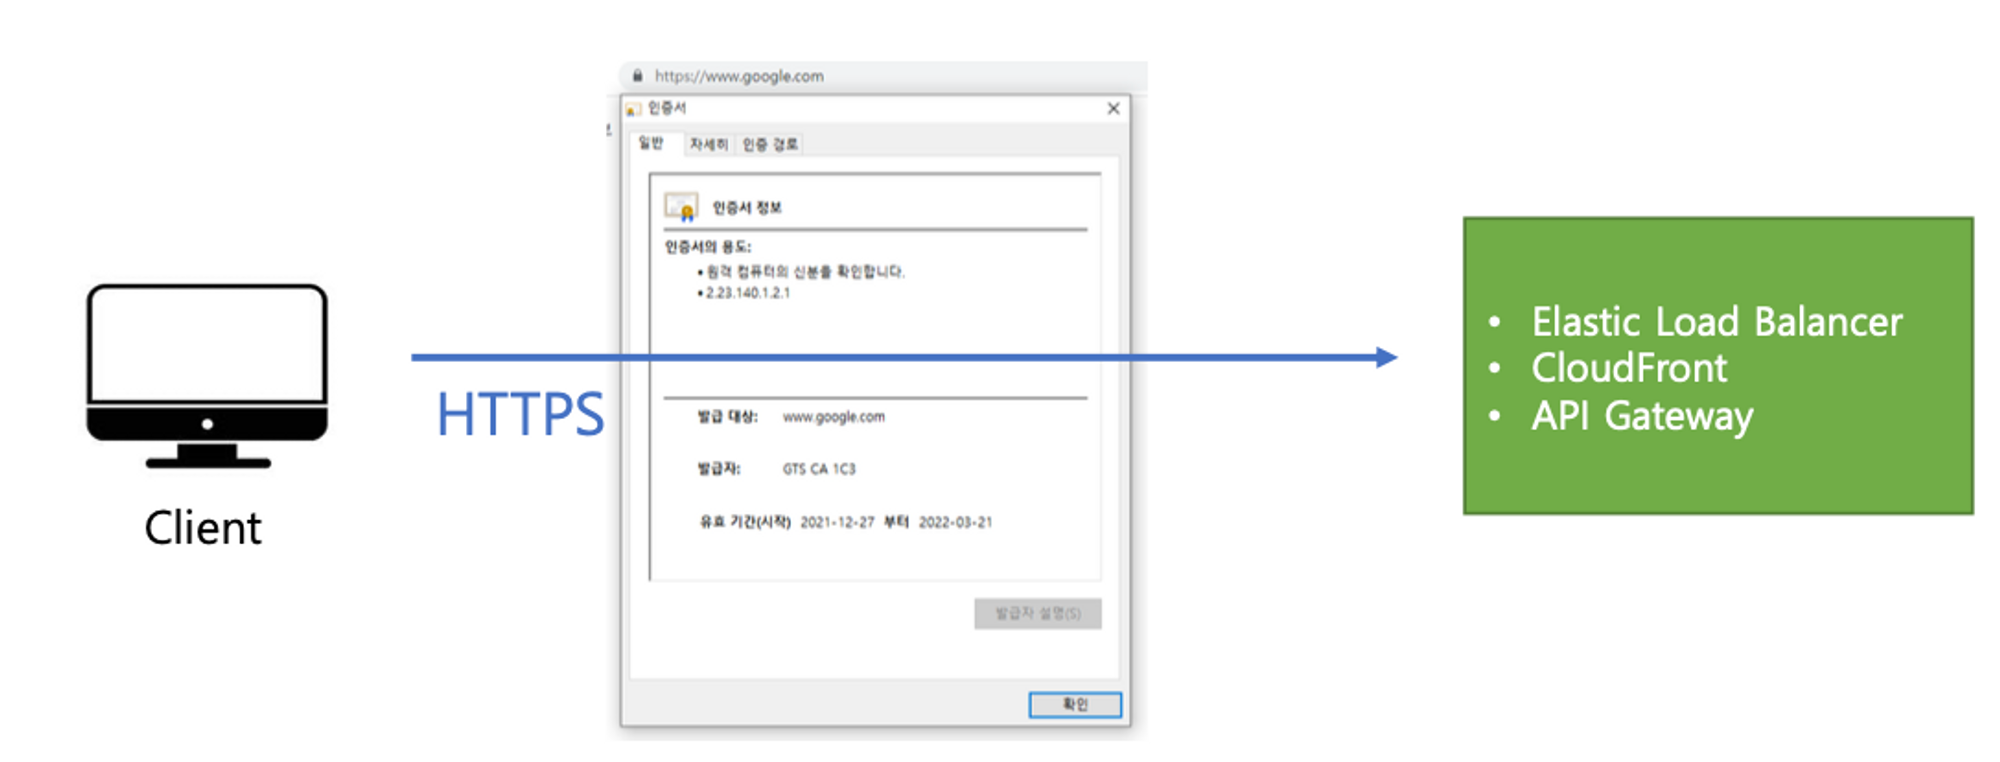 https://www.google.com
인증서
일반 자세히 인증 경로
인증서 정보
인증서의 용도:
• 원격 컴퓨터의 신분을 확인합니다.
• 2.23.140.1.2.1
HTTPS
발급 대상: www.google.com
발급자: GTS CA 1C3
유효 기간(시작) 2021-12-27 부터 2022-03-21
발급자 설명(S)
확인
Client
• Elastic Load Balancer
• CloudFront
• API Gateway